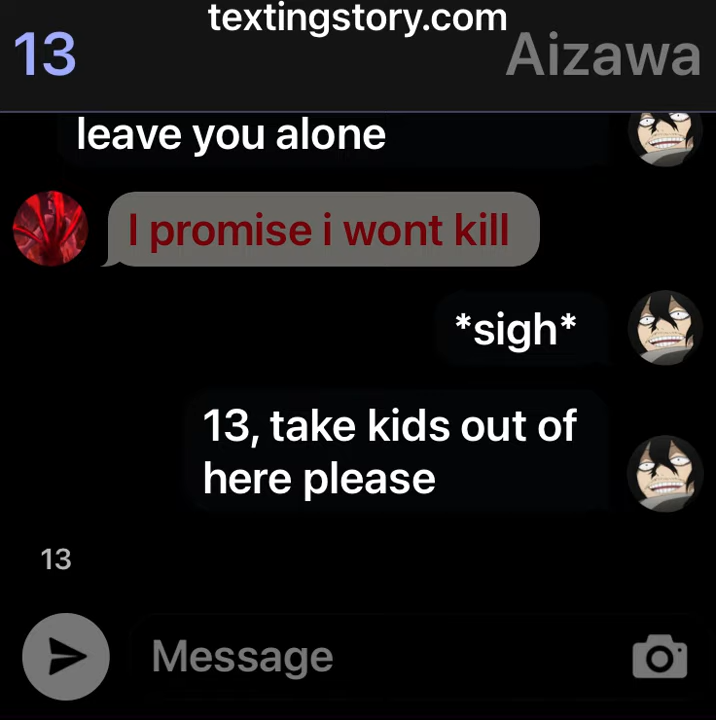 textingstory.com
13
Aizawa
leave you alone
I promise i wont kill
*sigh*
13, take kids out of
here please
13
Message